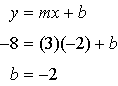 y = mx + b
−8 = (3)(−2) + b
b = −2